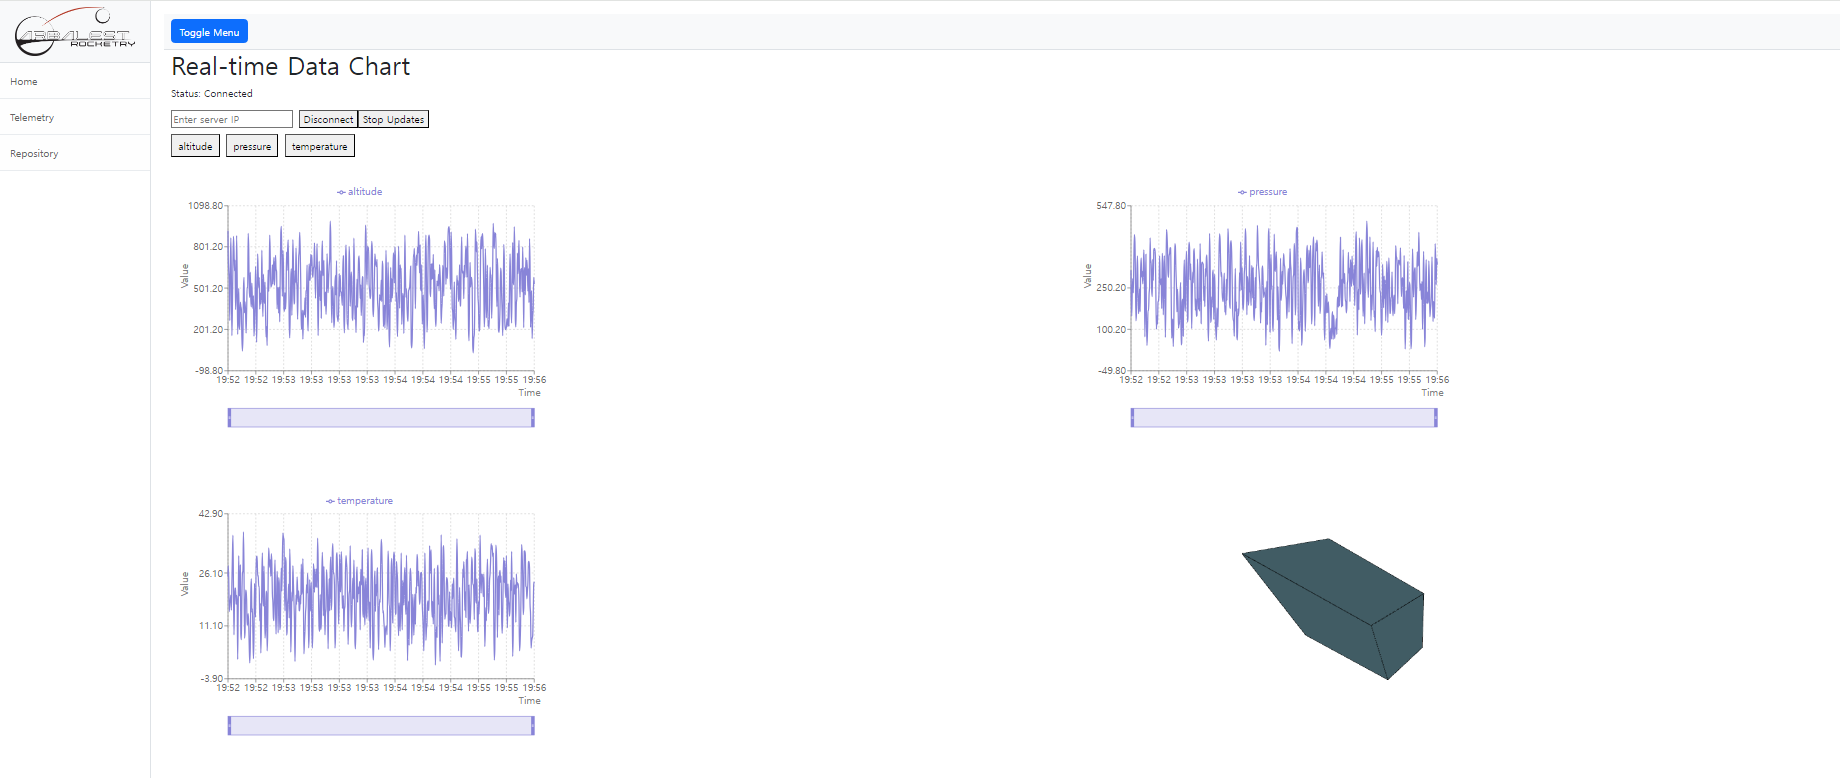 ARBALEST
ROCKETRY
Home
Telemetry
Repository
Toggle Menu
Real-time Data Chart
Status: Connected
Enter server IP
Disconnect Stop Updates
altitude pressure temperature
altitude
1098.80
801.20
501.20
201.20
-98.80
Value
19:52 19:52 19:53 19:53 19:53 19:53 19:54 19:54 19:54 19:55 19:55 19:56
Time
pressure
547.80
250.20
100.20
-49.80
Value
19:52 19:52 19:53 19:53 19:53 19:53 19:54 19:54 19:54 19:55 19:55 19:56
Time
temperature
42.90
26.10
11.10
-3.90
Value
19:52 19:52 19:53 19:53 19:53 19:53 19:54 19:54 19:54 19:55 19:55 19:56
Time